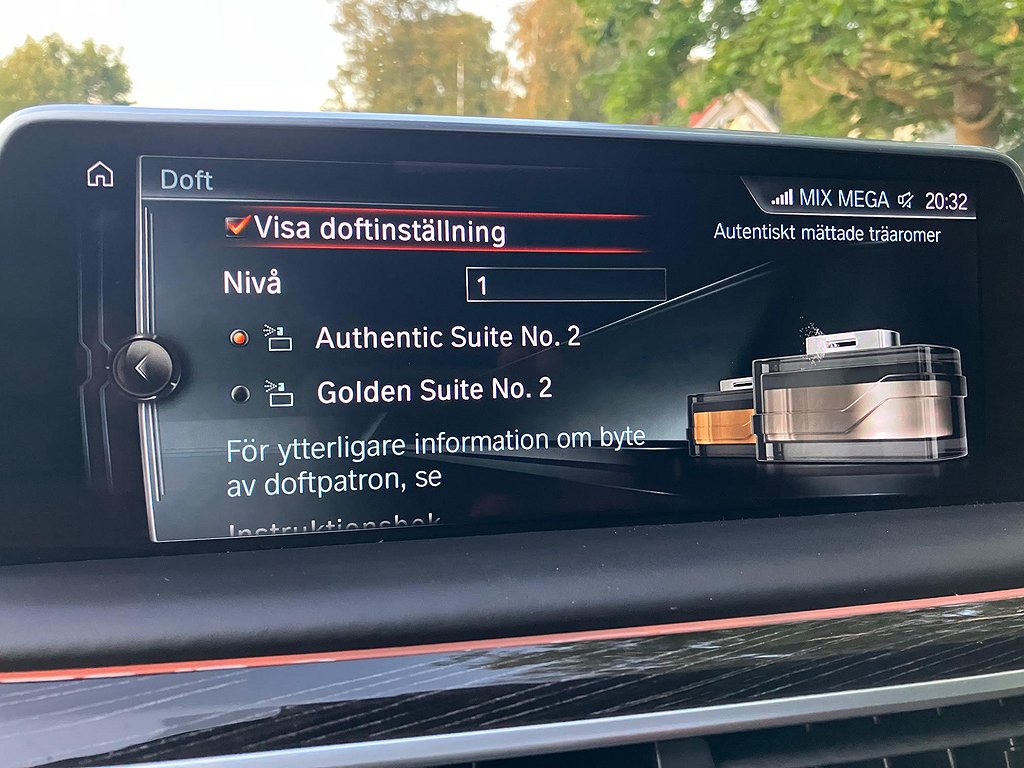 Doft
MIX MEGA 20:32
Visa doftinställning
Autentiskt mättade träaromer
Nivå 1
Authentic Suite No. 2
Golden Suite No. 2
För ytterligare information om byte
av doftpatron, se
Instruktionsbok